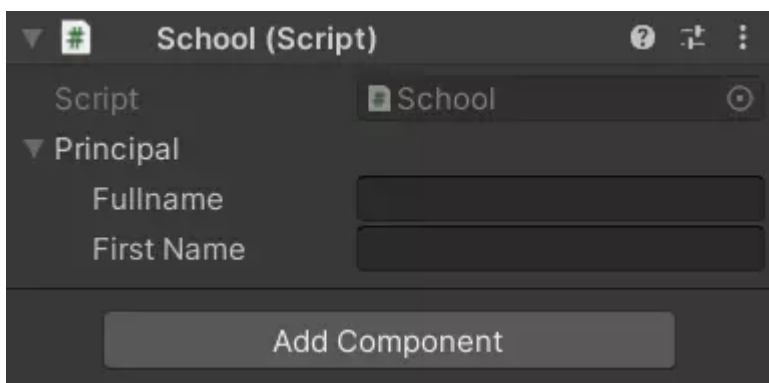 # School (Script)
Script # School
Principal
Fullname
First Name
Add Component